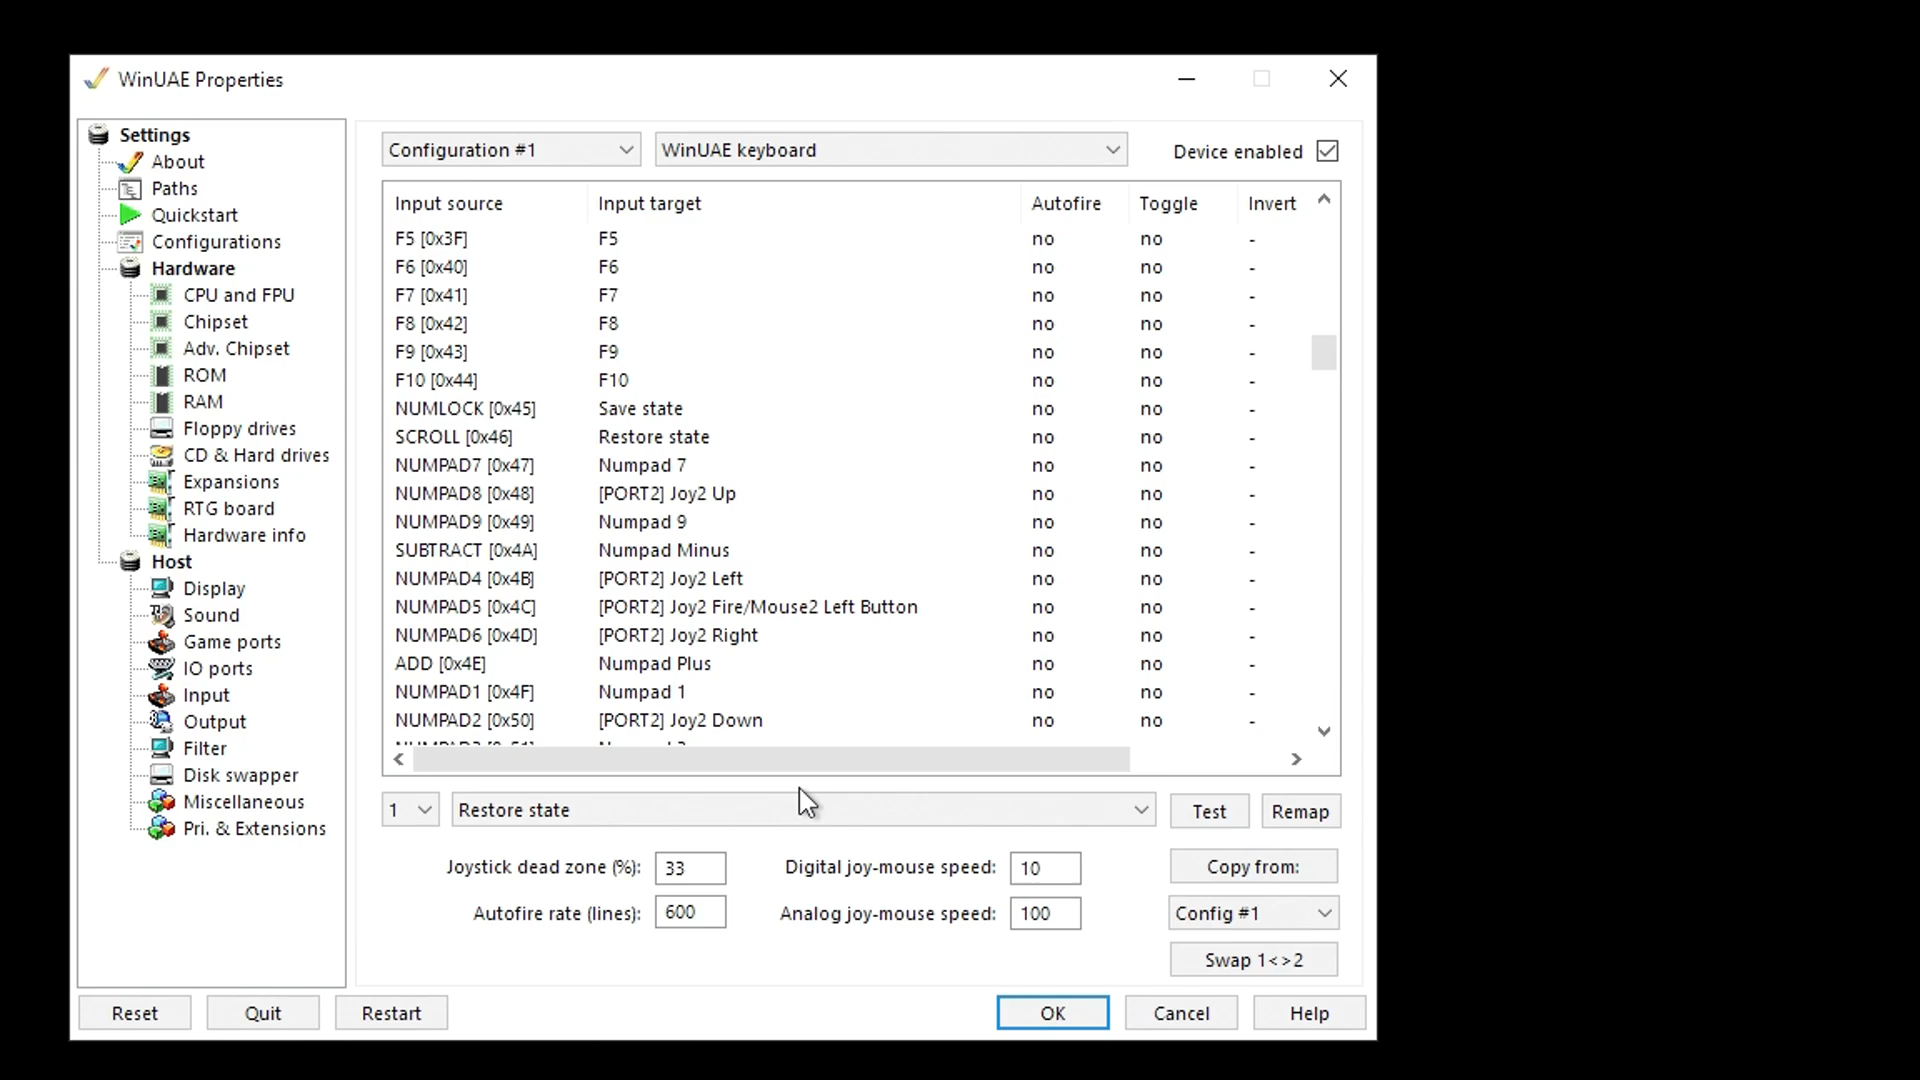 WinUAE Properties
Settings
About
Paths
Quickstart
Configurations
Hardware
CPU and FPU
Chipset
Adv. Chipset
ROM
RAM
Floppy drives
CD & Hard drives
Expansions
RTG board
Hardware info
Host
Display
Sound
Game ports
IO ports
Input
Output
Filter
Disk swapper
Miscellaneous
Pri. & Extensions
Configuration #1 WinUAE keyboard Device enabled
Input source Input target Autofire Toggle Invert
F5 [0x3F] F5 no no -
F6 [0x40] F6 no no -
F7 [0x41] F7 no no -
F8 [0x42] F8 no no -
F9 [0x43] F9 no no -
F10 [0x44] F10 no no -
NUMLOCK [0x45] Save state no no -
SCROLL [0x46] Restore state no no -
NUMPAD7 [0x47] Numpad 7 no no -
NUMPAD8 [0x48] [PORT2] Joy2 Up no no -
NUMPAD9 [0x49] Numpad 9 no no -
SUBTRACT [0x4A] Numpad Minus no no -
NUMPAD4 [0x4B] [PORT2] Joy2 Left no no -
NUMPAD5 [0x4C] [PORT2] Joy2 Fire/Mouse2 Left Button no no -
NUMPAD6 [0x4D] [PORT2] Joy2 Right no no -
ADD [0x4E] Numpad Plus no no -
NUMPAD1 [0x4F] Numpad 1 no no -
NUMPAD2 [0x50] [PORT2] Joy2 Down no no -
1 Restore state Test Remap
Joystick dead zone (%): 33 Digital joy-mouse speed: 10 Copy from:
Autofire rate (lines): 600 Analog joy-mouse speed: 100 Config #1
Swap 1<>2
Reset Quit Restart OK Cancel Help